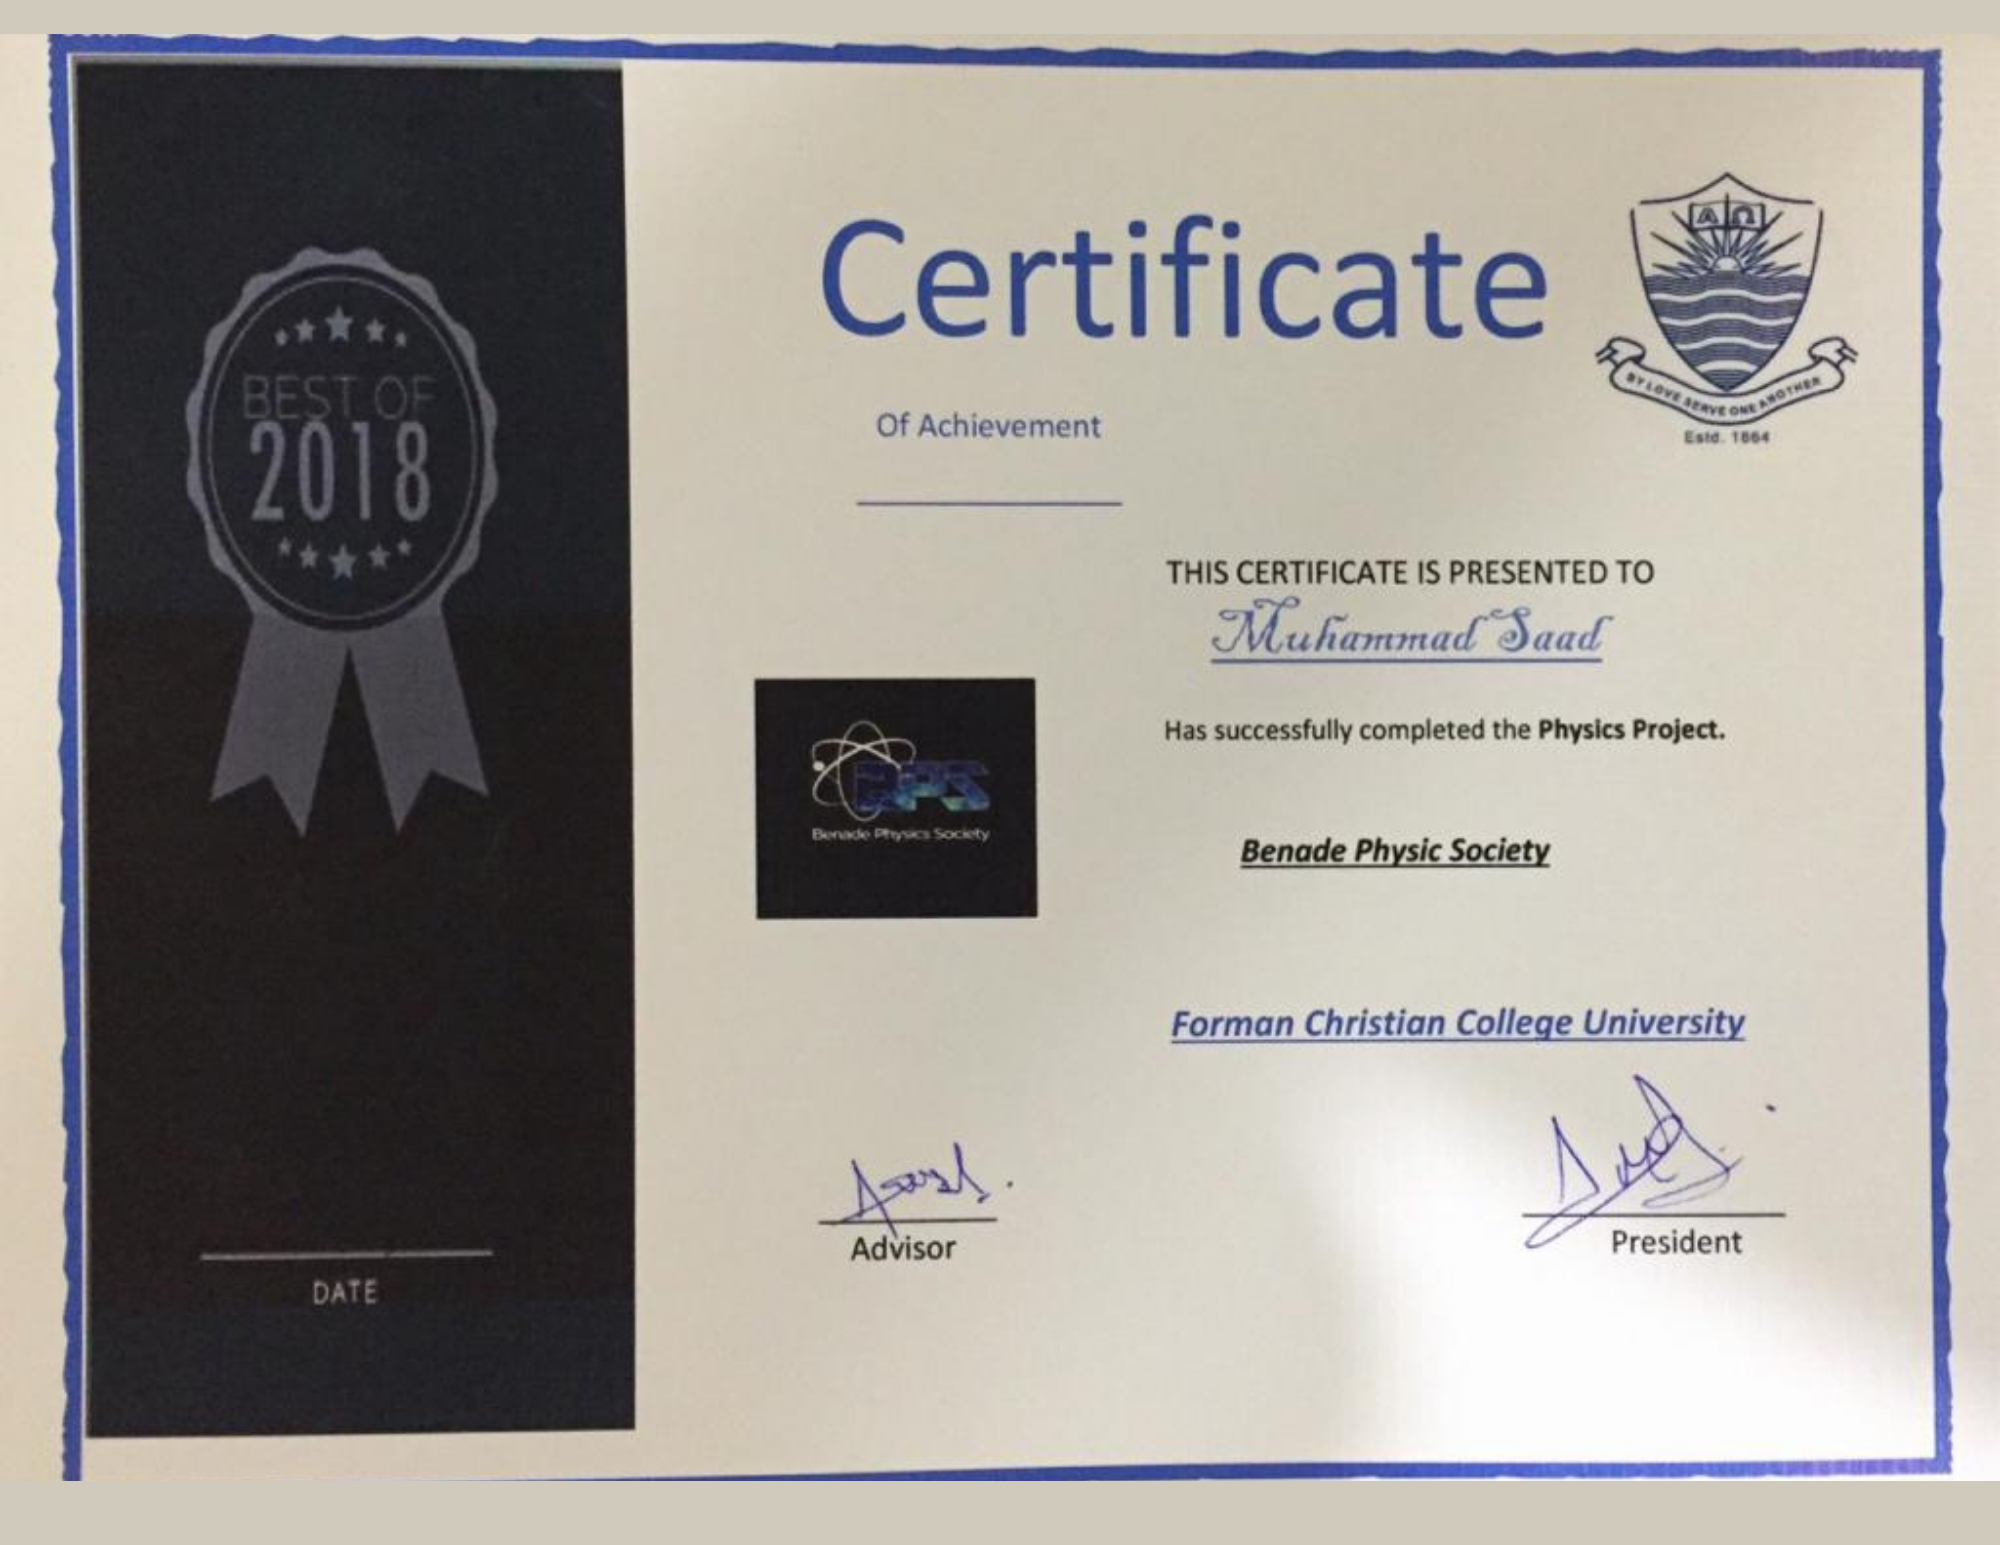 BEST OF
2018
DATE
Certificate
Of Achievement
ΑΩ
BY LOVE SERVE ONE ANOTHER
Estd. 1864
THIS CERTIFICATE IS PRESENTED TO
Muhammad Saad
Has successfully completed the Physics Project.
BPS
Benade Physics Society
Benade Physic Society
Forman Christian College University
Advisor
President